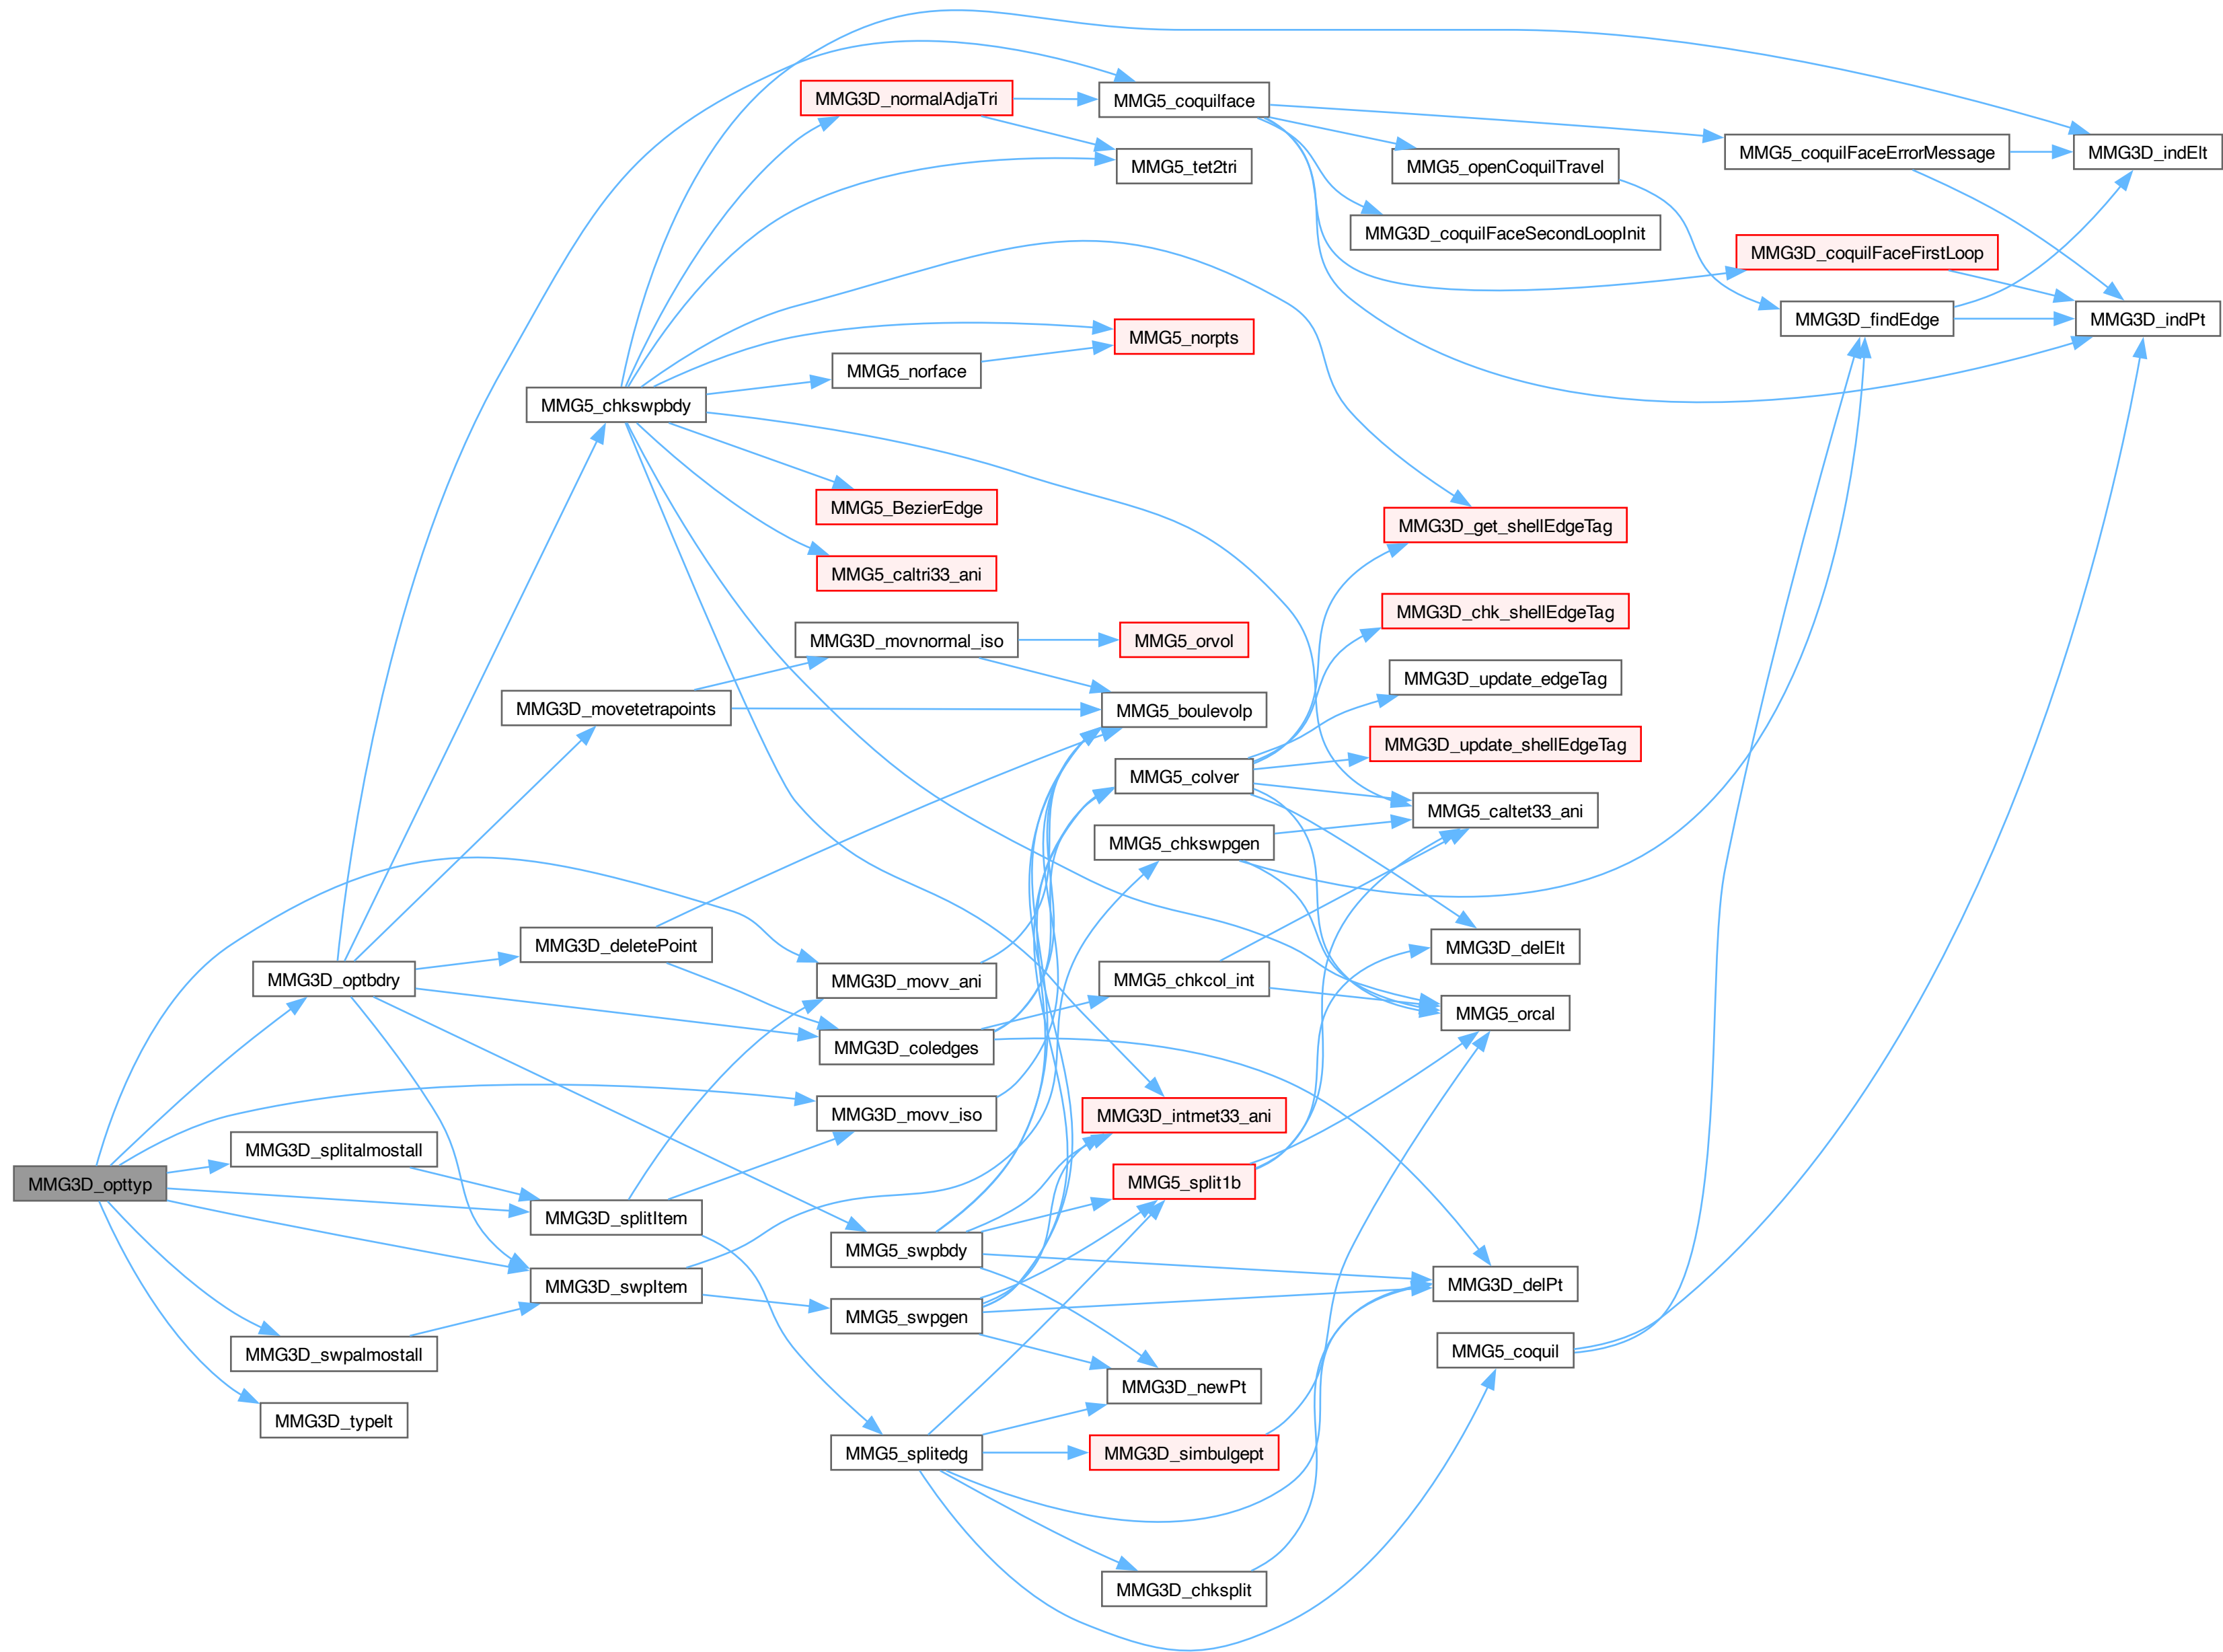 MMG3D_opttyp
MMG3D_optbdry
MMG3D_splitalmostall
MMG3D_swpalmostall
MMG3D_typelt
MMG5_chkswpbdy
MMG3D_movetetrapoints
MMG3D_deletePoint
MMG3D_splitItem
MMG3D_swpItem
MMG3D_normalAdjaTri
MMG5_norface
MMG5_BezierEdge
MMG5_caltri33_ani
MMG3D_movnormal_iso
MMG3D_movv_ani
MMG3D_coledges
MMG3D_movv_iso
MMG5_swpbdy
MMG5_swpgen
MMG5_splitedg
MMG5_coquilface
MMG5_tet2tri
MMG5_norpts
MMG5_orvol
MMG5_boulevolp
MMG5_colver
MMG5_chkswpgen
MMG5_chkcol_int
MMG3D_intmet33_ani
MMG5_split1b
MMG3D_newPt
MMG3D_simbulgept
MMG3D_chksplit
MMG5_openCoquilTravel
MMG3D_coquilFaceSecondLoopInit
MMG3D_get_shellEdgeTag
MMG3D_chk_shellEdgeTag
MMG3D_update_edgeTag
MMG3D_update_shellEdgeTag
MMG5_caltet33_ani
MMG3D_delElt
MMG5_orcal
MMG3D_delPt
MMG5_coquil
MMG5_coquilFaceErrorMessage
MMG3D_coquilFaceFirstLoop
MMG3D_findEdge
MMG3D_indElt
MMG3D_indPt